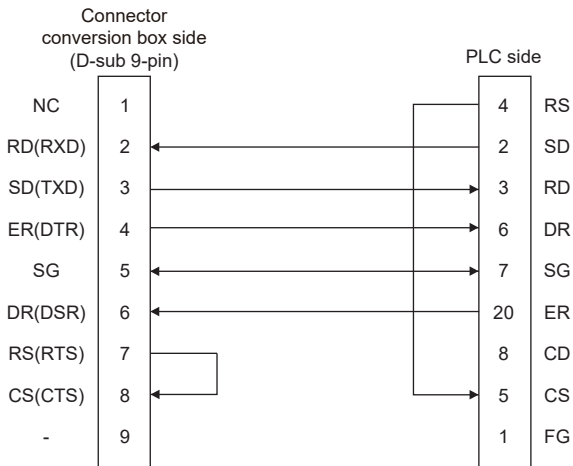 Connector
conversion box side
(D-sub 9-pin)
PLC side
NC 1 4 RS
RD(RXD) 2 2 SD
SD(TXD) 3 3 RD
ER(DTR) 4 6 DR
SG 5 7 SG
DR(DSR) 6 20 ER
RS(RTS) 7 8 CD
CS(CTS) 8 5 CS
- 9 1 FG